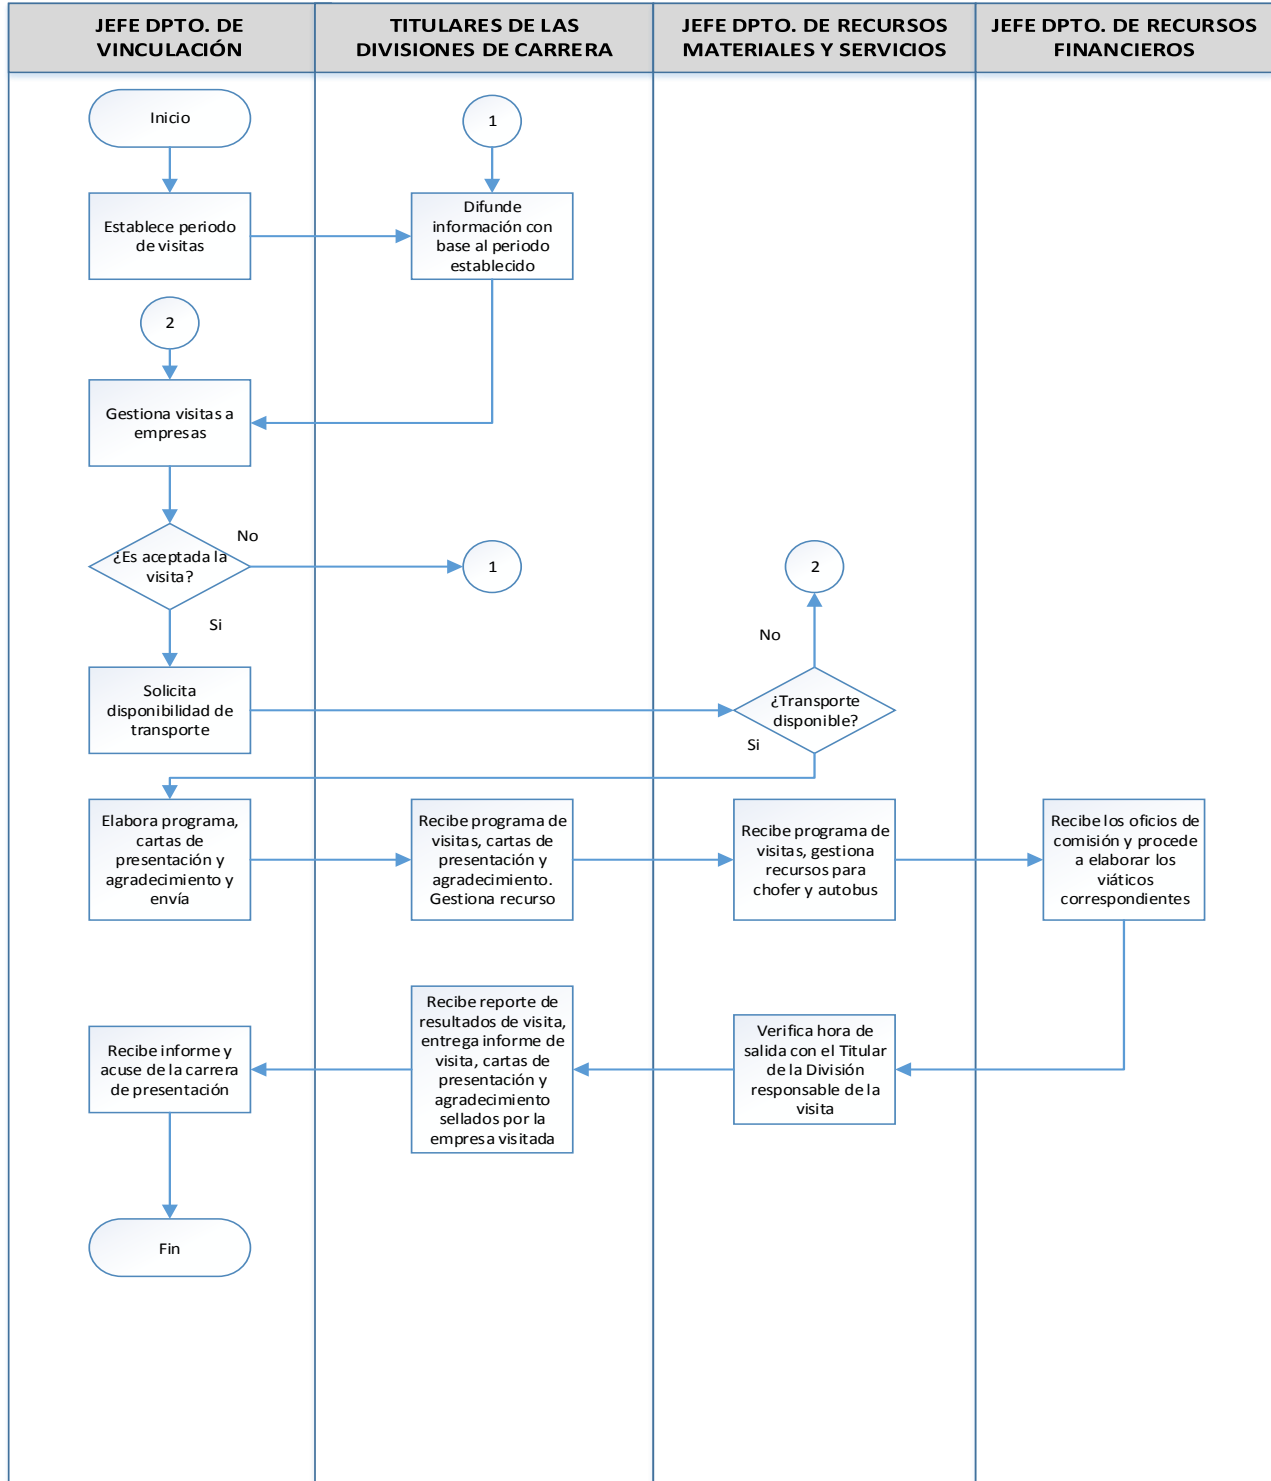 JEFE DPTO. DE
VINCULACIÓN
TITULARES DE LAS
DIVISIONES DE CARRERA
JEFE DPTO. DE RECURSOS
MATERIALES Y SERVICIOS
JEFE DPTO. DE RECURSOS
FINANCIEROS
Inicio
1
Establece periodo
de visitas
Difunde
información con
base al periodo
establecido
2
Gestiona visitas a
empresas
¿Es aceptada la
visita?
No
1
2
Si
No
Solicita
disponibilidad de
transporte
¿Transporte
disponible?
Si
Elabora programa,
cartas de
presentación y
agradecimiento y
envía
Recibe programa de
visitas, cartas de
presentación y
agradecimiento.
Gestiona recurso
Recibe programa de
visitas, gestiona
recursos para
chofer y autobus
Recibe los oficios de
comisión y procede
a elaborar los
viáticos
correspondientes
Recibe informe y
acuse de la carrera
de presentación
Recibe reporte de
resultados de visita,
entrega informe de
visita, cartas de
presentación y
agradecimiento
sellados por la
empresa visitada
Verifica hora de
salida con el Titular
de la División
responsable de la
visita
Fin